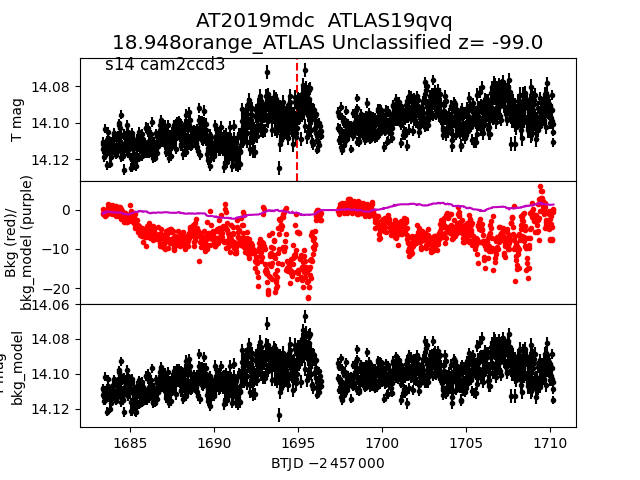 AT2019mdc ATLAS19qvq
18.948orange_ATLAS Unclassified z= -99.0
s14 cam2ccd3
T mag
14.08
14.10
14.12
Bkg (red)/
bkg_model (purple)
0
−10
−20
bkg_model
14.06
14.08
14.10
14.12
1685
1690
1695
1700
1705
1710
BTJD −2 457 000